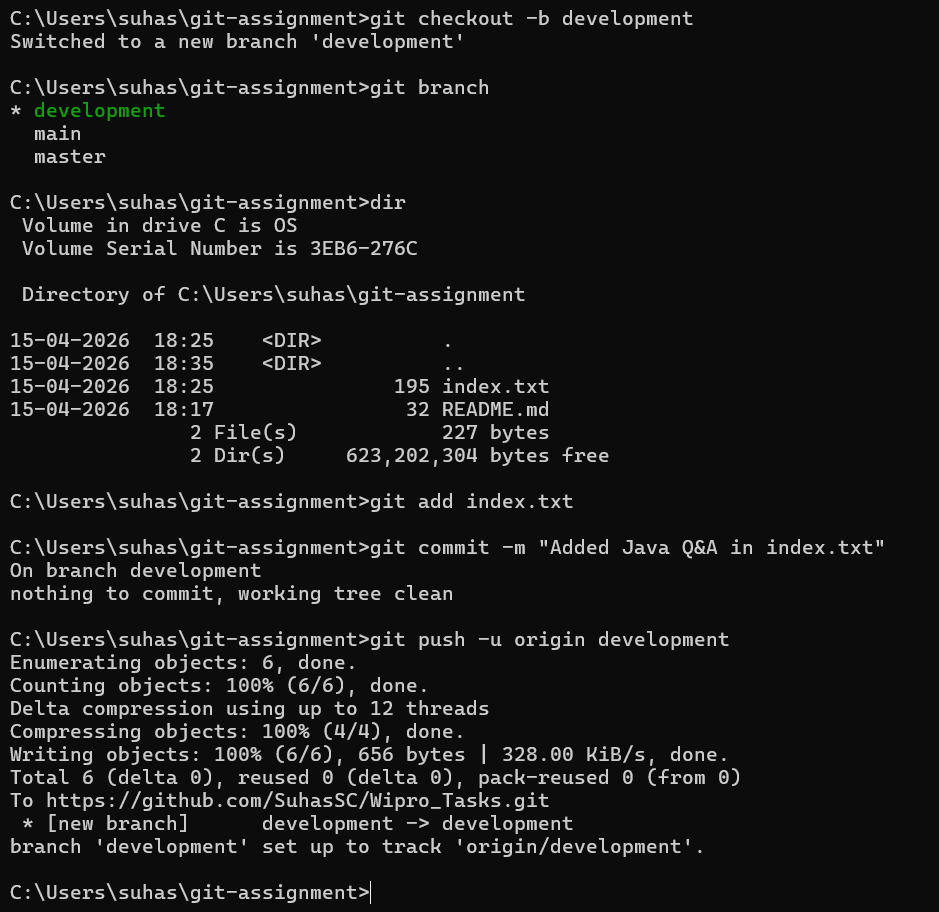 C:\Users\suhas\git-assignment>git checkout -b development
Switched to a new branch 'development'
C:\Users\suhas\git-assignment>git branch
* development
  main
  master
C:\Users\suhas\git-assignment>dir
 Volume in drive C is OS
 Volume Serial Number is 3EB6-276C
 Directory of C:\Users\suhas\git-assignment
15-04-2026  18:25    <DIR>          .
15-04-2026  18:35    <DIR>          ..
15-04-2026  18:25               195 index.txt
15-04-2026  18:17                32 README.md
               2 File(s)            227 bytes
               2 Dir(s)     623,202,304 bytes free
C:\Users\suhas\git-assignment>git add index.txt
C:\Users\suhas\git-assignment>git commit -m "Added Java Q&A in index.txt"
On branch development
nothing to commit, working tree clean
C:\Users\suhas\git-assignment>git push -u origin development
Enumerating objects: 6, done.
Counting objects: 100% (6/6), done.
Delta compression using up to 12 threads
Compressing objects: 100% (4/4), done.
Writing objects: 100% (6/6), 656 bytes | 328.00 KiB/s, done.
Total 6 (delta 0), reused 0 (delta 0), pack-reused 0 (from 0)
To https://github.com/SuhasSC/Wipro_Tasks.git
 * [new branch]      development -> development
branch 'development' set up to track 'origin/development'.
C:\Users\suhas\git-assignment>